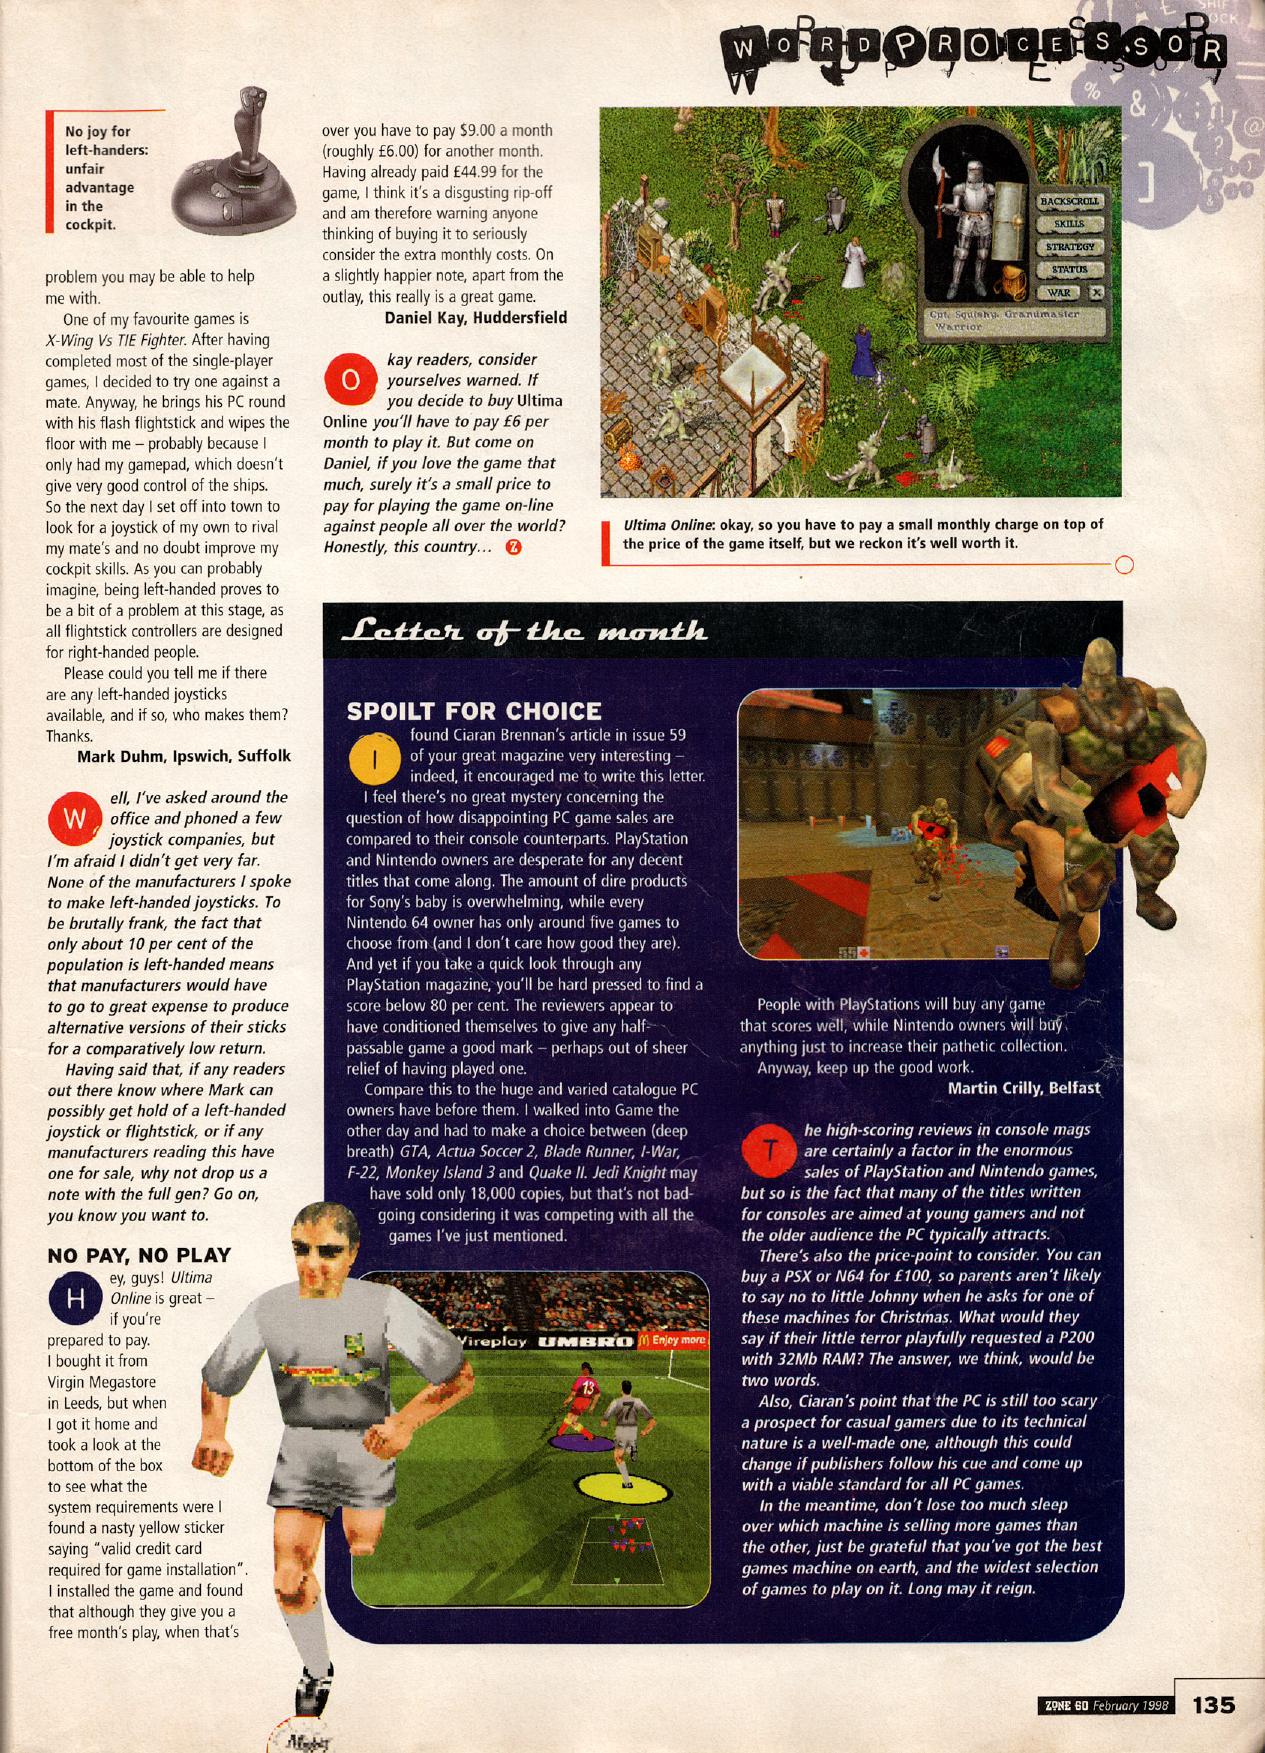 WORDPROCESSOR
No joy for
left-handers:
unfair
advantage
in the
cockpit.
problem you may be able to help
me with.
One of my favourite games is
X-Wing Vs TIE Fighter. After having
completed most of the single-player
games, I decided to try one against a
mate. Anyway, he brings his PC round
with his flash flightstick and wipes the
floor with me – probably because I
only had my gamepad, which doesn't
give very good control of the ships.
So the next day I set off into town to
look for a joystick of my own to rival
my mate's and no doubt improve my
cockpit skills. As you can probably
imagine, being left-handed proves to
be a bit of a problem at this stage, as
all flightstick controllers are designed
for right-handed people.
Please could you tell me if there
are any left-handed joysticks
available, and if so, who makes them?
Thanks.
Mark Duhm, Ipswich, Suffolk
Well, I've asked around the
office and phoned a few
joystick companies, but
I'm afraid I didn't get very far.
None of the manufacturers I spoke
to make left-handed joysticks. To
be brutally frank, the fact that
only about 10 per cent of the
population is left-handed means
that manufacturers would have
to go to great expense to produce
alternative versions of their sticks
for a comparatively low return.
Having said that, if any readers
out there know where Mark can
possibly get hold of a left-handed
joystick or flightstick, or if any
manufacturers reading this have
one for sale, why not drop us a
note with the full gen? Go on,
you know you want to.
NO PAY, NO PLAY
Hey, guys! Ultima
Online is great –
if you're
prepared to pay.
I bought it from
Virgin Megastore
in Leeds, but when
I got it home and
took a look at the
bottom of the box
to see what the
system requirements were I
found a nasty yellow sticker
saying "valid credit card
required for game installation".
I installed the game and found
that although they give you a
free month's play, when that's
over you have to pay $9.00 a month
(roughly £6.00) for another month.
Having already paid £44.99 for the
game, I think it's a disgusting rip-off
and am therefore warning anyone
thinking of buying it to seriously
consider the extra monthly costs. On
a slightly happier note, apart from the
outlay, this really is a great game.
Daniel Kay, Huddersfield
Okay readers, consider
yourselves warned. If
you decide to buy Ultima
Online you'll have to pay £6 per
month to play it. But come on
Daniel, if you love the game that
much, surely it's a small price to
pay for playing the game on-line
against people all over the world?
Honestly, this country... Z
BACKSCROLL
SKILLS
STRATEGY
STATUS
WAR X
Cpt. Squishy, Grandmaster
Warrior
Ultima Online: okay, so you have to pay a small monthly charge on top of
the price of the game itself, but we reckon it's well worth it.
Letter of the month
SPOILT FOR CHOICE
I found Ciaran Brennan's article in issue 59
of your great magazine very interesting –
indeed, it encouraged me to write this letter.
I feel there's no great mystery concerning the
question of how disappointing PC game sales are
compared to their console counterparts. PlayStation
and Nintendo owners are desperate for any decent
titles that come along. The amount of dire products
for Sony's baby is overwhelming, while every
Nintendo 64 owner has only around five games to
choose from (and I don't care how good they are).
And yet if you take a quick look through any
PlayStation magazine, you'll be hard pressed to find a
score below 80 per cent. The reviewers appear to
have conditioned themselves to give any half-
passable game a good mark – perhaps out of sheer
relief of having played one.
Compare this to the huge and varied catalogue PC
owners have before them. I walked into Game the
other day and had to make a choice between (deep
breath) GTA, Actua Soccer 2, Blade Runner, I-War,
F-22, Monkey Island 3 and Quake II. Jedi Knight may
have sold only 18,000 copies, but that's not bad-
going considering it was competing with all the
games I've just mentioned.
Wireplay UMBRO Enjoy more
13
7
55
People with PlayStations will buy any game
that scores well, while Nintendo owners will buy
anything just to increase their pathetic collection.
Anyway, keep up the good work.
Martin Crilly, Belfast
The high-scoring reviews in console mags
are certainly a factor in the enormous
sales of PlayStation and Nintendo games,
but so is the fact that many of the titles written
for consoles are aimed at young gamers and not
the older audience the PC typically attracts.
There's also the price-point to consider. You can
buy a PSX or N64 for £100, so parents aren't likely
to say no to little Johnny when he asks for one of
these machines for Christmas. What would they
say if their little terror playfully requested a P200
with 32Mb RAM? The answer, we think, would be
two words.
Also, Ciaran's point that the PC is still too scary
a prospect for casual gamers due to its technical
nature is a well-made one, although this could
change if publishers follow his cue and come up
with a viable standard for all PC games.
In the meantime, don't lose too much sleep
over which machine is selling more games than
the other, just be grateful that you've got the best
games machine on earth, and the widest selection
of games to play on it. Long may it reign.
ZONE 60 February 1998 135